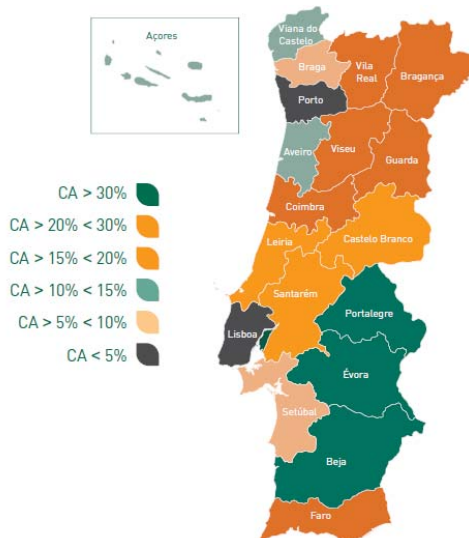 Açores
Viana do
Castelo
Braga
Vila
Real
Bragança
Porto
Aveiro
Viseu
Guarda
Coimbra
Leiria
Castelo Branco
Santarém
Lisboa
Portalegre
Évora
Setúbal
Beja
Faro
CA > 30%
CA > 20% < 30%
CA > 15% < 20%
CA > 10% < 15%
CA > 5% < 10%
CA < 5%